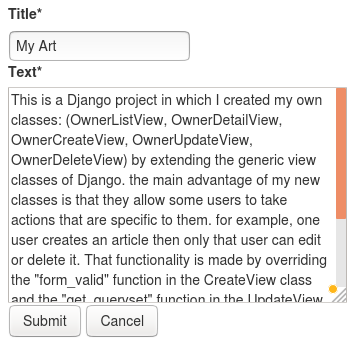 Title*
My Art
Text*
This is a Django project in which I created my own
classes: (OwnerListView, OwnerDetailView,
OwnerCreateView, OwnerUpdateView,
OwnerDeleteView) by extending the generic view
classes of Django. the main advantage of my new
classes is that they allow some users to take
actions that are specific to them. for example, one
user creates an article then only that user can edit
or delete it. That functionality is made by overriding
the "form_valid" function in the CreateView class
and the "get_queryset" function in the UpdateView
Submit Cancel